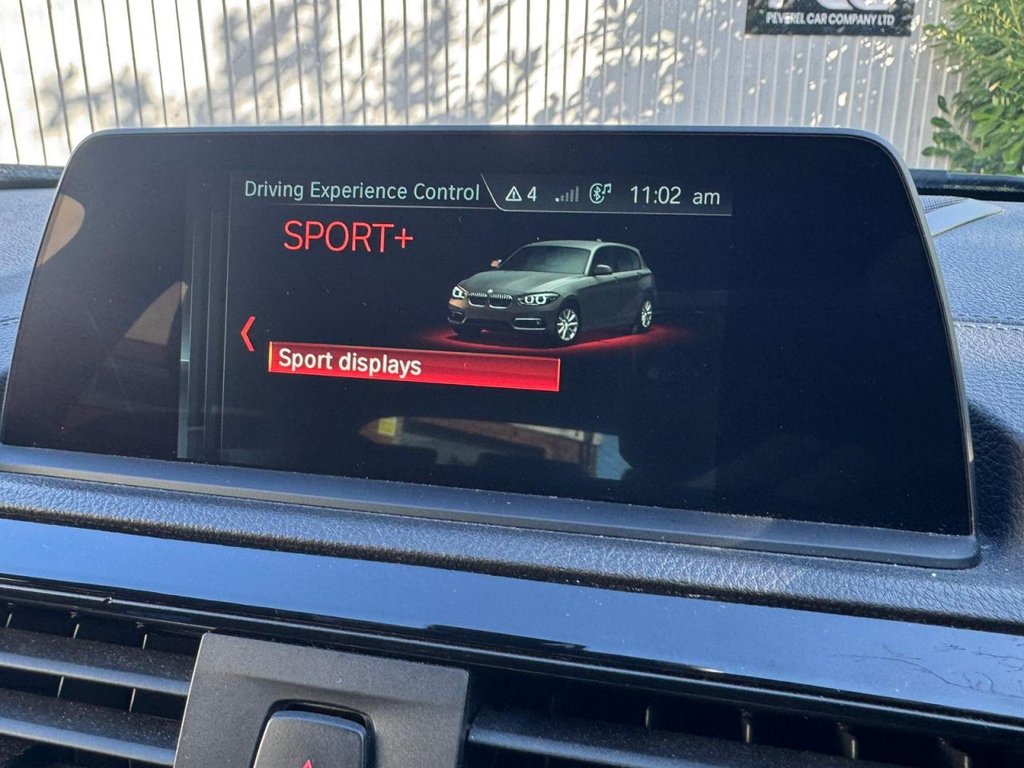 PEVEREL CAR COMPANY LTD
Driving Experience Control 4 11:02 am
SPORT+
Sport displays